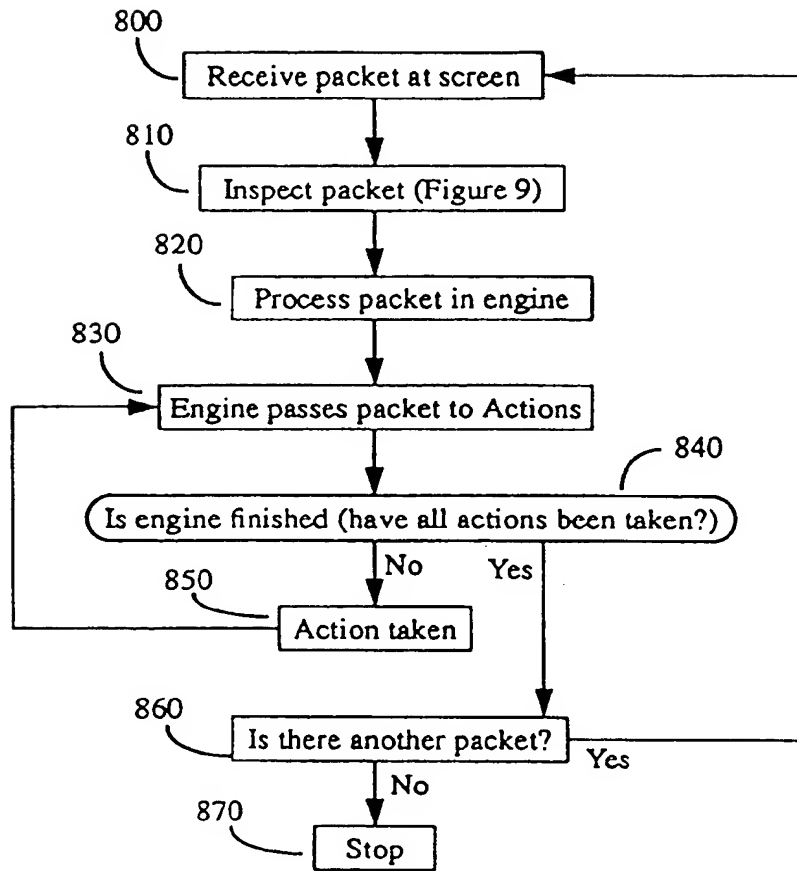 800
Receive packet at screen
810
Inspect packet (Figure 9)
820
Process packet in engine
830
Engine passes packet to Actions
840
Is engine finished (have all actions been taken?)
No
Yes
850
Action taken
860
Is there another packet?
Yes
No
870
Stop